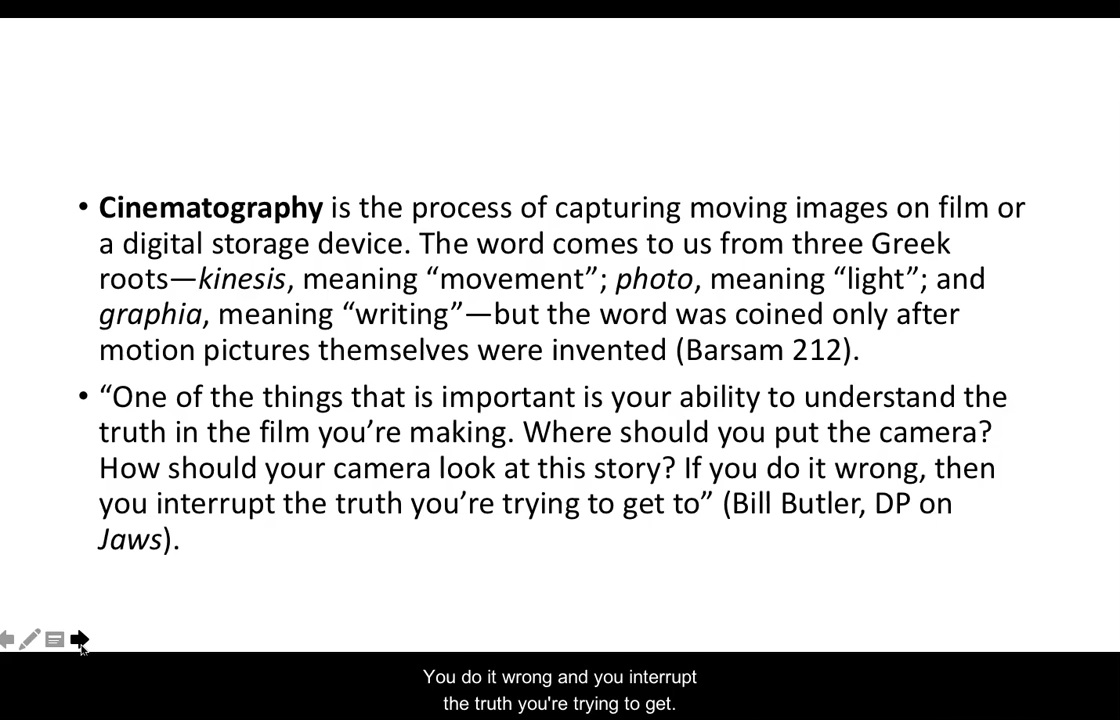 • Cinematography is the process of capturing moving images on film or
a digital storage device. The word comes to us from three Greek
roots—kinesis, meaning “movement”; photo, meaning “light”; and
graphia, meaning “writing”—but the word was coined only after
motion pictures themselves were invented (Barsam 212).
• “One of the things that is important is your ability to understand the
truth in the film you’re making. Where should you put the camera?
How should your camera look at this story? If you do it wrong, then
you interrupt the truth you’re trying to get to” (Bill Butler, DP on
Jaws).
You do it wrong and you interrupt
the truth you're trying to get.